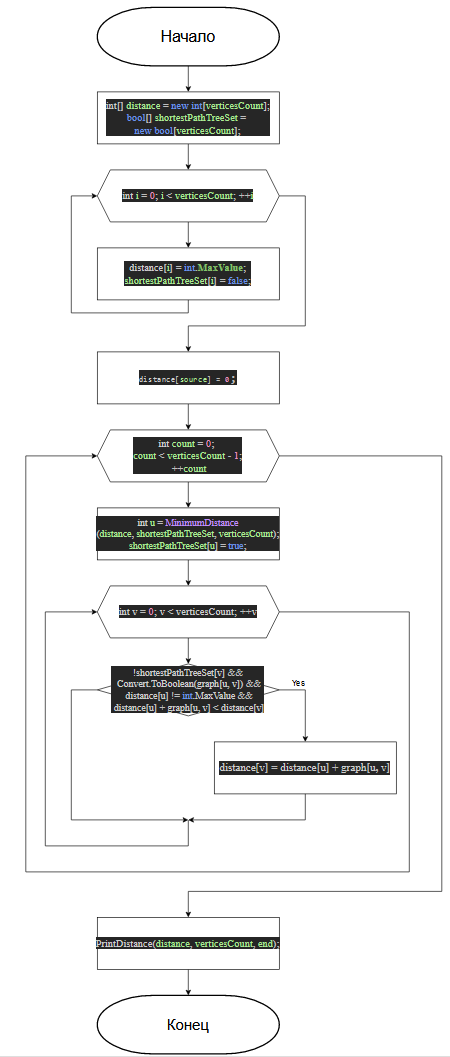 Начало
int[] distance = new int[verticesCount];
bool[] shortestPathTreeSet =
new bool[verticesCount];
int i = 0; i < verticesCount; ++i
distance[i] = int.MaxValue;
shortestPathTreeSet[i] = false;
distance[source] = 0;
int count = 0;
count < verticesCount - 1;
++count
int u = MinimumDistance
(distance, shortestPathTreeSet, verticesCount);
shortestPathTreeSet[u] = true;
int v = 0; v < verticesCount; ++v
!shortestPathTreeSet[v] &&
Convert.ToBoolean(graph[u, v]) &&
distance[u] != int.MaxValue &&
distance[u] + graph[u, v] < distance[v]
Yes
distance[v] = distance[u] + graph[u, v]
PrintDistance(distance, verticesCount, end);
Конец